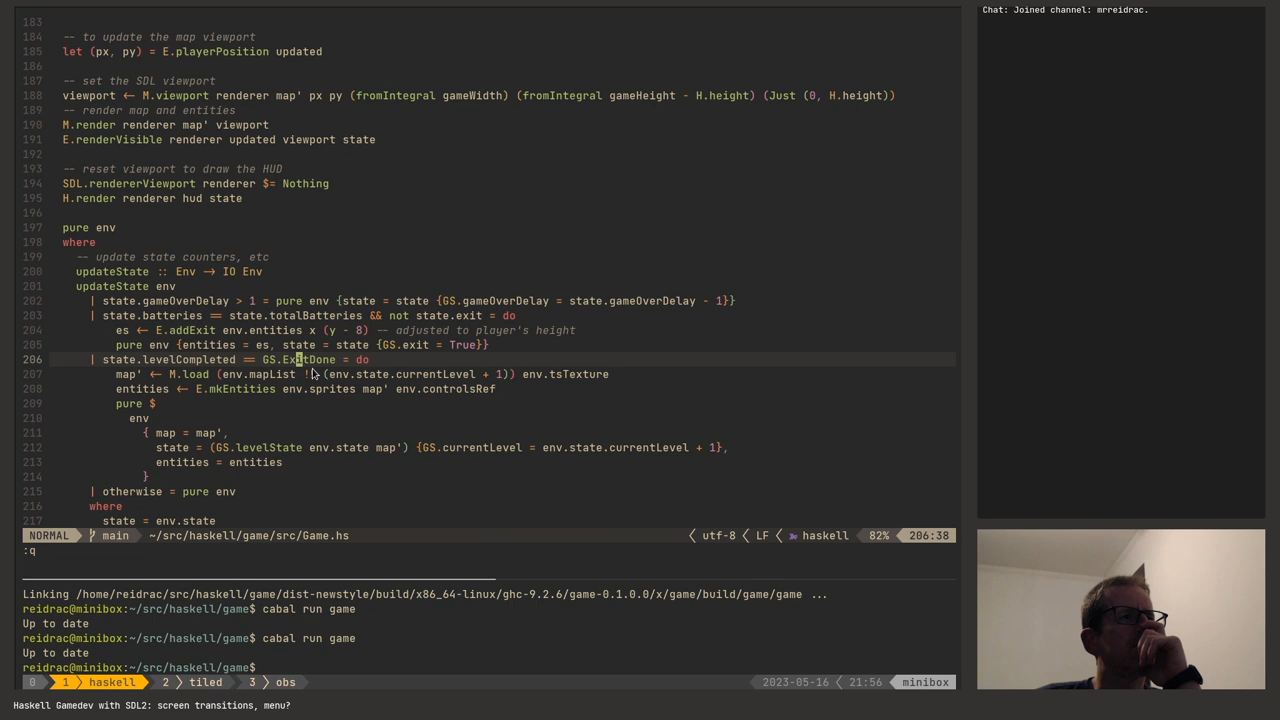 183
184 -- to update the map viewport
185 let (px, py) = E.playerPosition updated
186
187 -- set the SDL viewport
188 viewport <- M.viewport renderer map' px py (fromIntegral gameWidth) (fromIntegral gameHeight - H.height) (Just (0, H.height))
189 -- render map and entities
190 M.render renderer map' viewport
191 E.renderVisible renderer updated viewport state
192
193 -- reset viewport to draw the HUD
194 SDL.rendererViewport renderer $= Nothing
195 H.render renderer hud state
196
197 pure env
198 where
199 -- update state counters, etc
200 updateState :: Env -> IO Env
201 updateState env
202 | state.gameOverDelay > 1 = pure env {state = state {GS.gameOverDelay = state.gameOverDelay - 1}}
203 | state.batteries == state.totalBatteries && not state.exit = do
204 es <- E.addExit env.entities x (y - 8) -- adjusted to player's height
205 pure env {entities = es, state = state {GS.exit = True}}
206 | state.levelCompleted == GS.ExitDone = do
207 map' <- M.load (env.mapList !! (env.state.currentLevel + 1)) env.tsTexture
208 entities <- E.mkEntities env.sprites map' env.controlsRef
209 pure $
210 env
211 { map = map',
212 state = (GS.levelState env.state map') {GS.currentLevel = env.state.currentLevel + 1},
213 entities = entities
214 }
215 | otherwise = pure env
216 where
217 state = env.state
NORMAL main ~/src/haskell/game/src/Game.hs utf-8 LF haskell 82% 206:38
:q
Linking /home/reidrac/src/haskell/game/dist-newstyle/build/x86_64-linux/ghc-9.2.6/game-0.1.0.0/x/game/build/game/game ...
reidrac@minibox:~/src/haskell/game$ cabal run game
Up to date
reidrac@minibox:~/src/haskell/game$ cabal run game
Up to date
reidrac@minibox:~/src/haskell/game$
0 1 haskell 2 tiled 3 obs 2023-05-16 21:56 minibox
Haskell Gamedev with SDL2: screen transitions, menu?
Chat: Joined channel: mrreidrac.